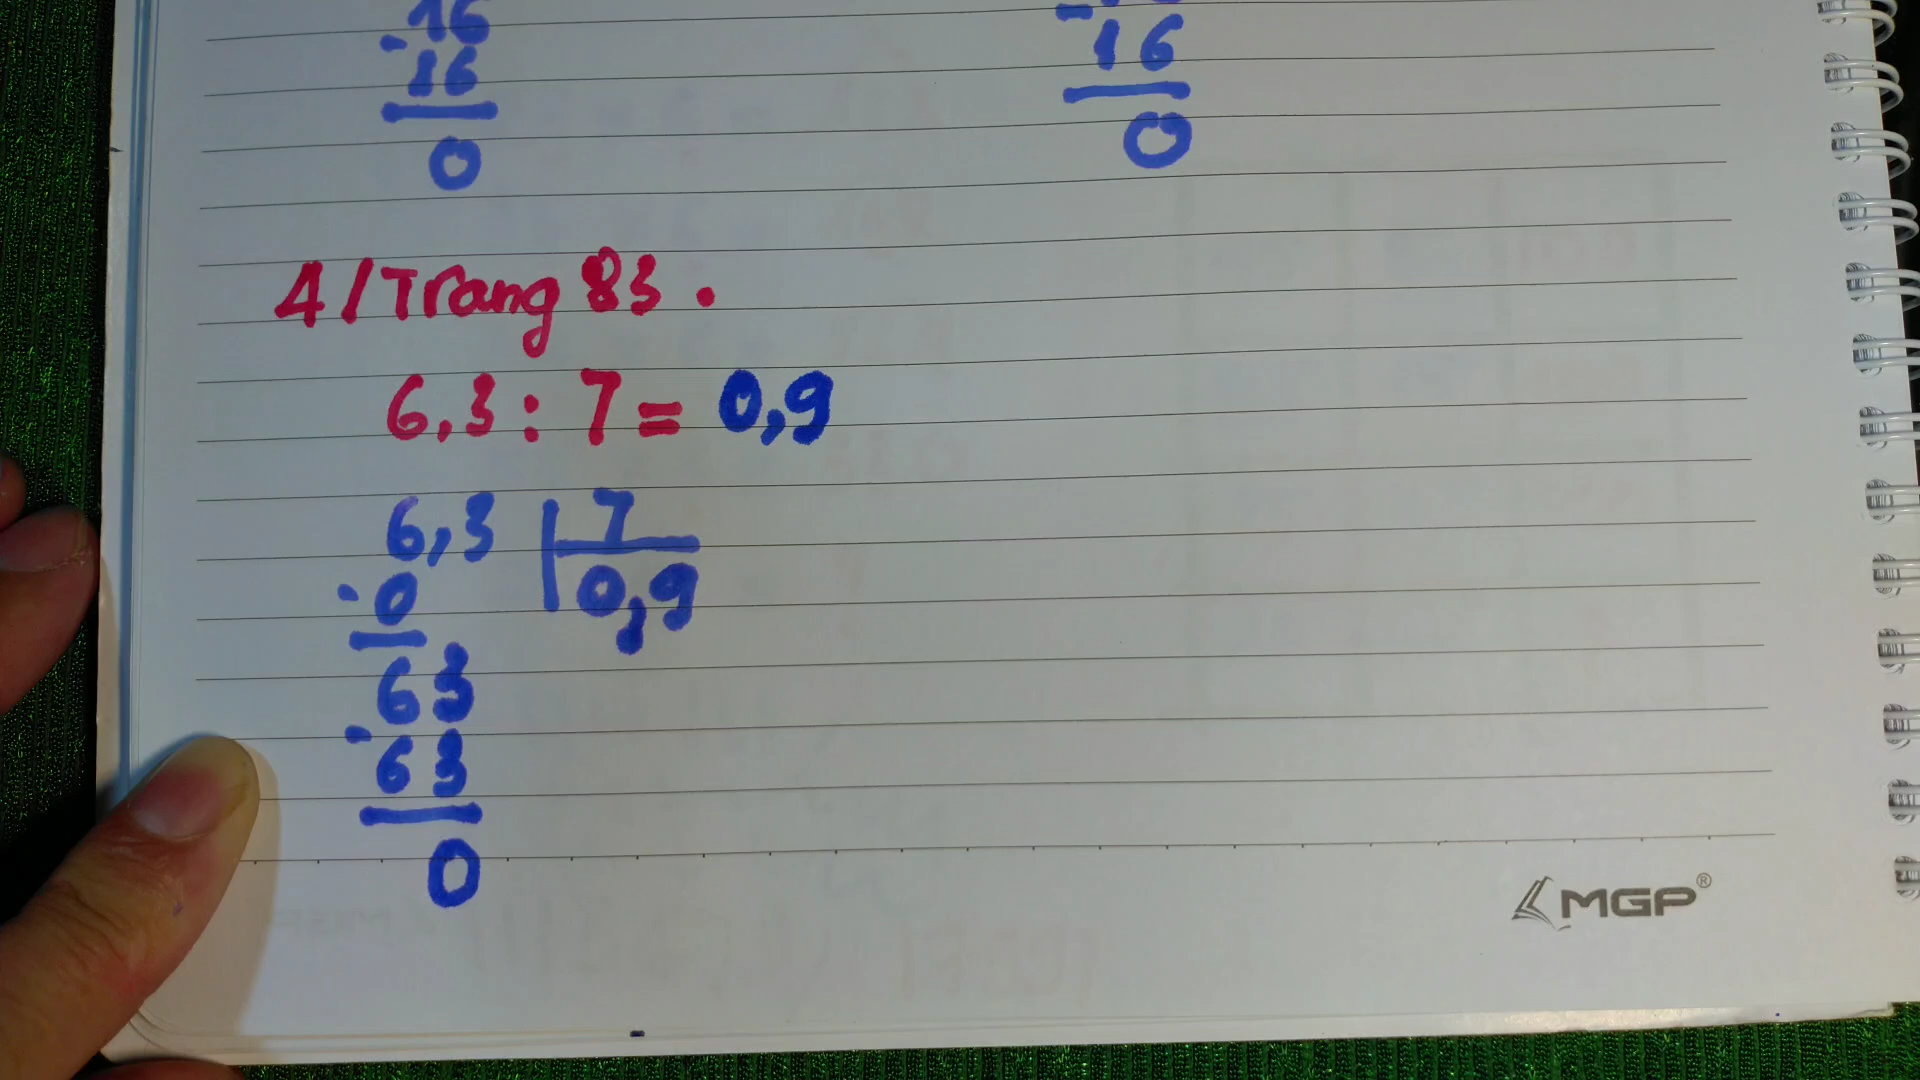 -16 -
16 16
0 0
4/Trang 83.
6,3 : 7 = 0,9
6,3 7
- 0 0,9
63
- 63
0
MGP®